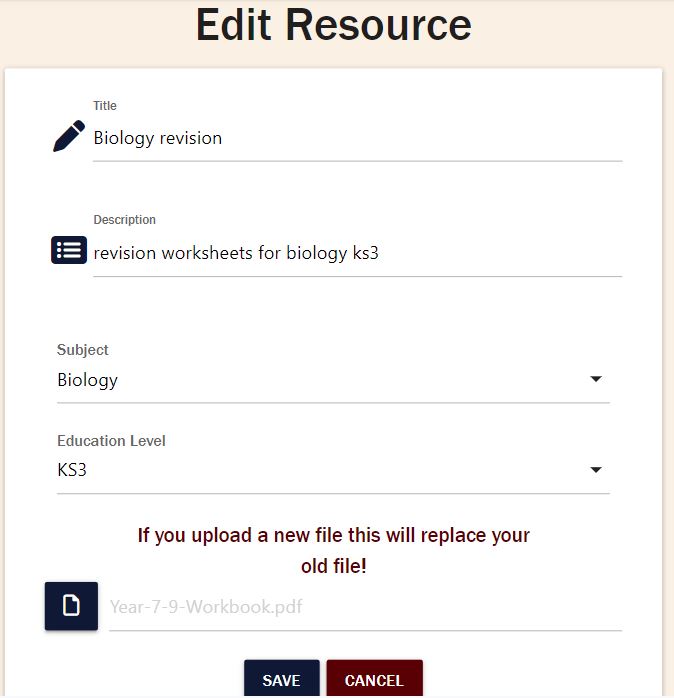 Edit Resource
Title
Biology revision
Description
revision worksheets for biology ks3
Subject
Biology
Education Level
KS3
If you upload a new file this will replace your
old file!
Year-7-9-Workbook.pdf
SAVE CANCEL